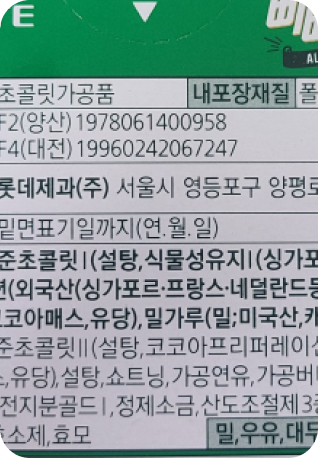 E
초콜릿가공품 내포장재질 폴
F2(양산) 1978061400958
F4(대전) 19960242067247
롯데제과(주) 서울시 영등포구 양평로
밑면표기일까지(연.월.일)
준초콜릿Ⅰ(설탕,식물성유지Ⅰ(싱가포
(외국산(싱가포르·프랑스·네덜란드등
코코아매스,유당),밀가루(밀;미국산,캐
준초콜릿Ⅱ(설탕,코코아프리퍼레이션
유당),설탕,쇼트닝,가공연유,가공버
전지분골드Ⅰ,정제소금,산도조절제3종
효소제,효모 밀,우유,대두